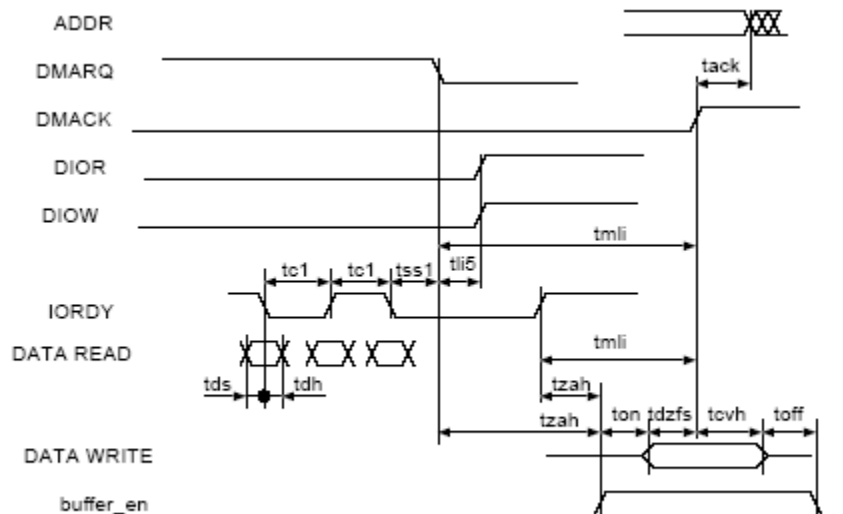 ADDR
DMARQ
tack
DMACK
DIOR
DIOW
tmli
tc1 tc1 tss1 tli5
IORDY
tmli
DATA READ
tds tdh tzah
tzah ton tdzfs tcvh toff
DATA WRITE
buffer_en